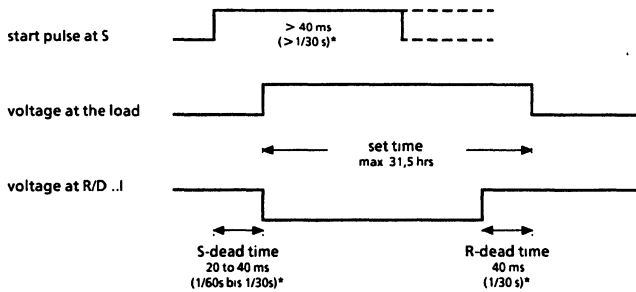 start pulse at S
> 40 ms
(> 1/30 s)*
voltage at the load
set time
max 31,5 hrs
voltage at R/D ..I
S-dead time
20 to 40 ms
(1/60s bis 1/30s)*
R-dead time
40 ms
(1/30 s)*